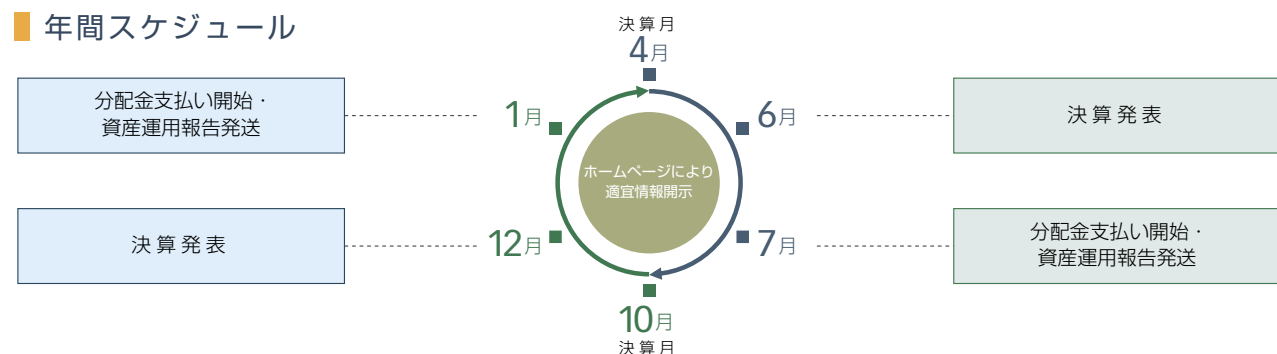 年間スケジュール
決算月
4月
分配金支払い開始・
資産運用報告発送
1月
6月
決算発表
ホームページにより
適宜情報開示
決算発表
12月
7月
分配金支払い開始・
資産運用報告発送
10月
決算月